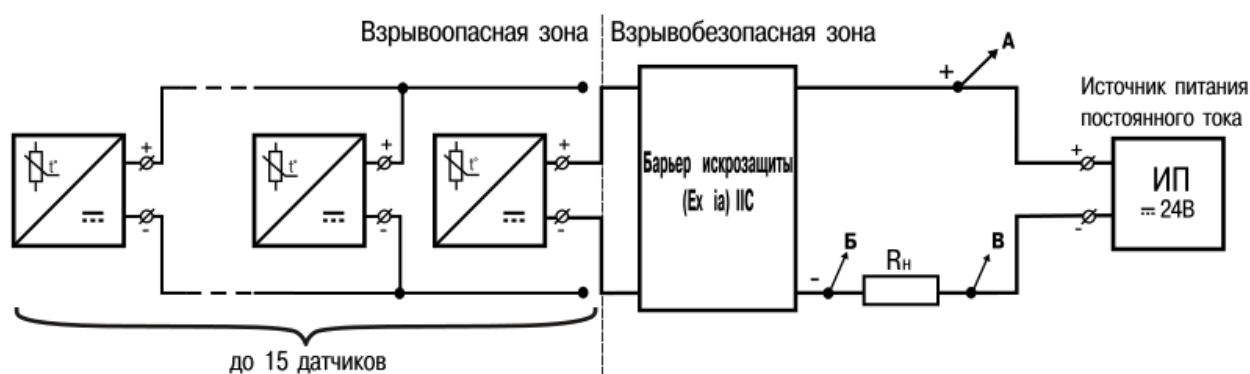 Взрывоопасная зона
Взрывобезопасная зона
А
+
Источник питания
постоянного тока
+
t°
-
+
t°
-
+
t°
-
Барьер искрозащиты
(Ex ia) IIC
+
ИП
24В
-
-
Б
Rн
В
до 15 датчиков